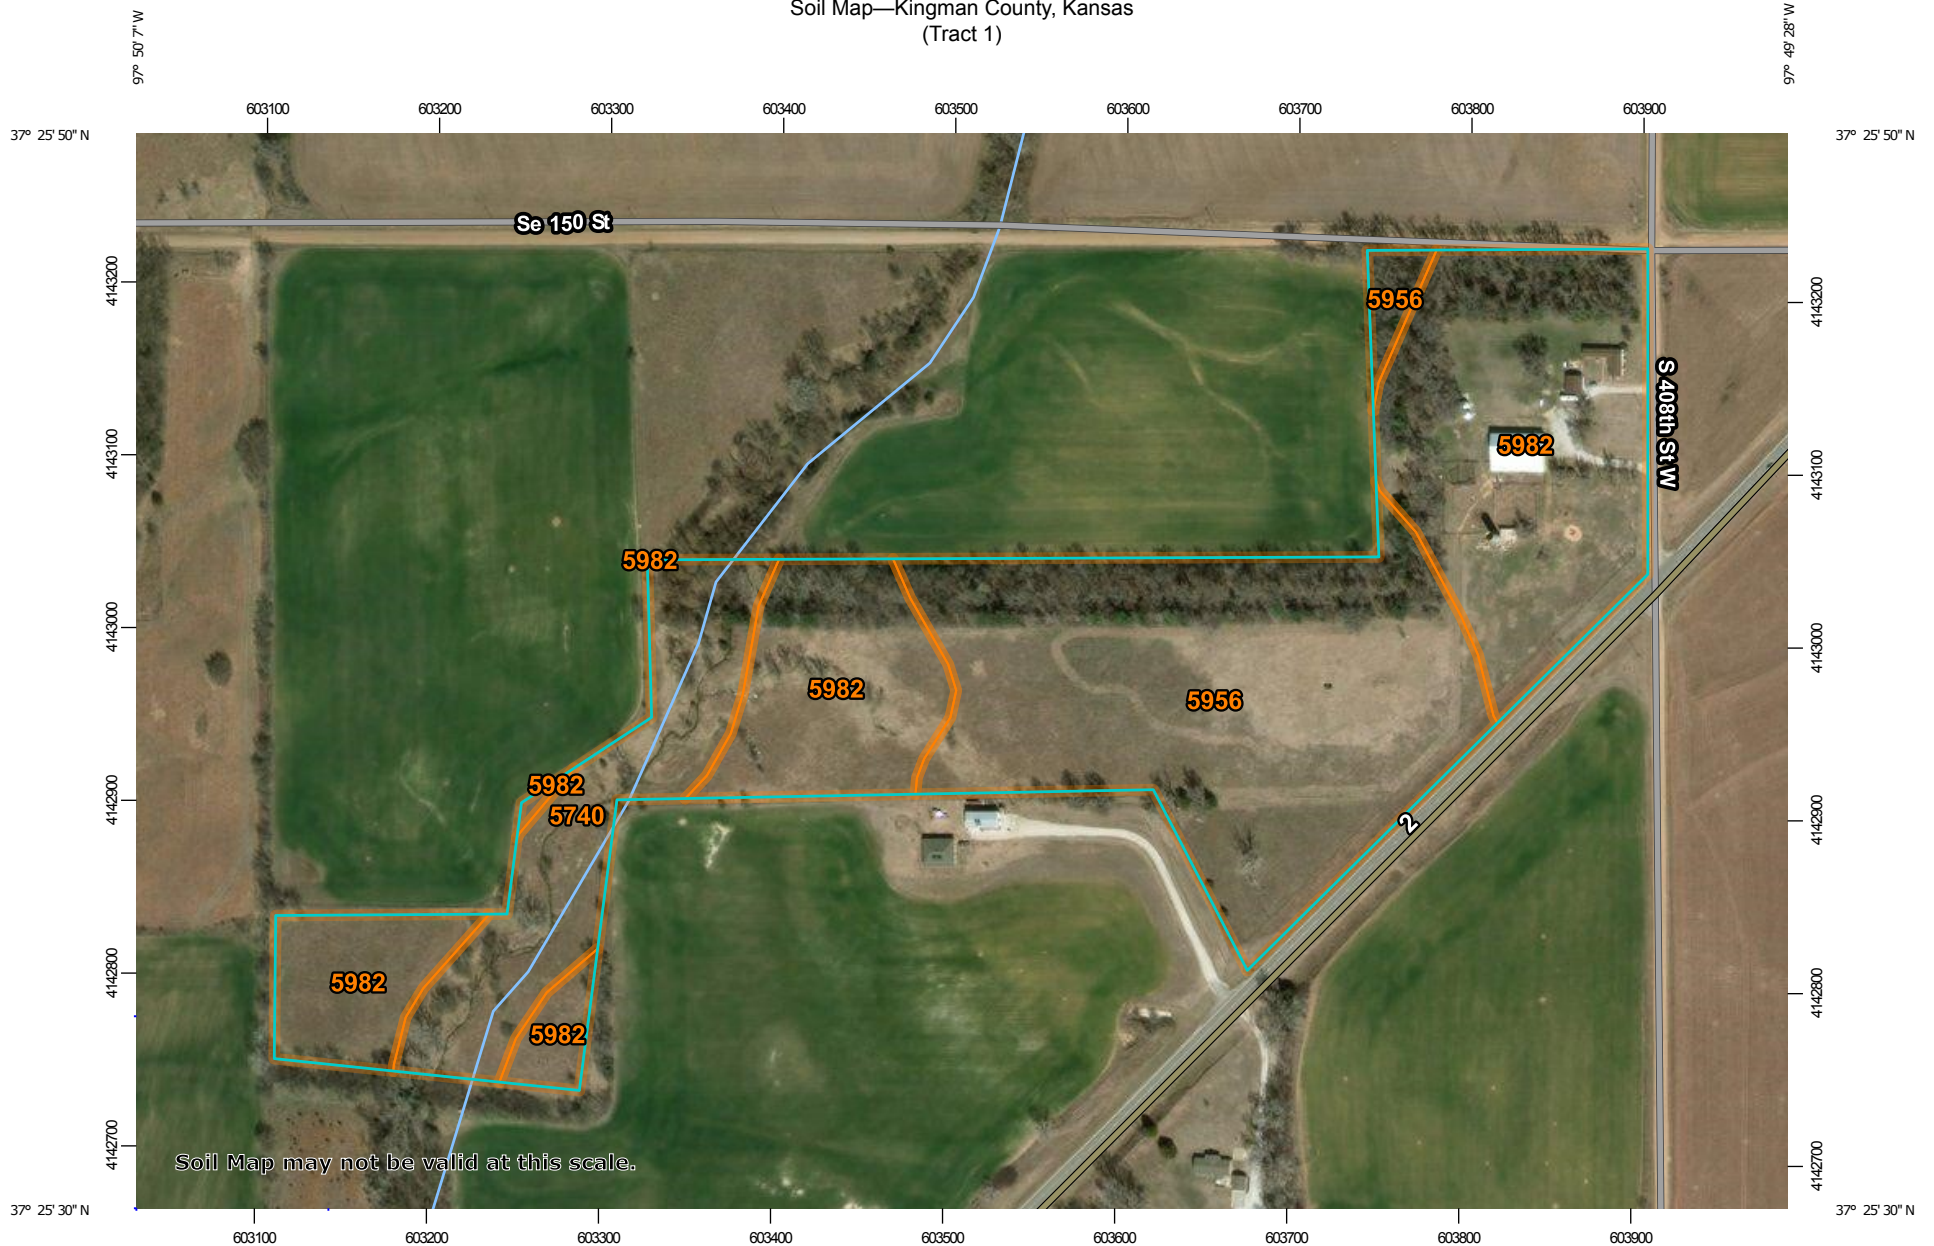 Soil Map—Kingman County, Kansas
(Tract 1)
97° 50' 7" W
97° 49' 28" W
603100 603200 603300 603400 603500 603600 603700 603800 603900
37° 25' 50" N
37° 25' 50" N
Se 150 St
4143200
4143200
5956
S 408th St W
5982
4143100
4143100
5982
4143000
4143000
5982
5956
5982
5740
4142900
4142900
2
5982
4142800
4142800
5982
4142700
4142700
Soil Map may not be valid at this scale.
37° 25' 30" N
37° 25' 30" N
603100 603200 603300 603400 603500 603600 603700 603800 603900